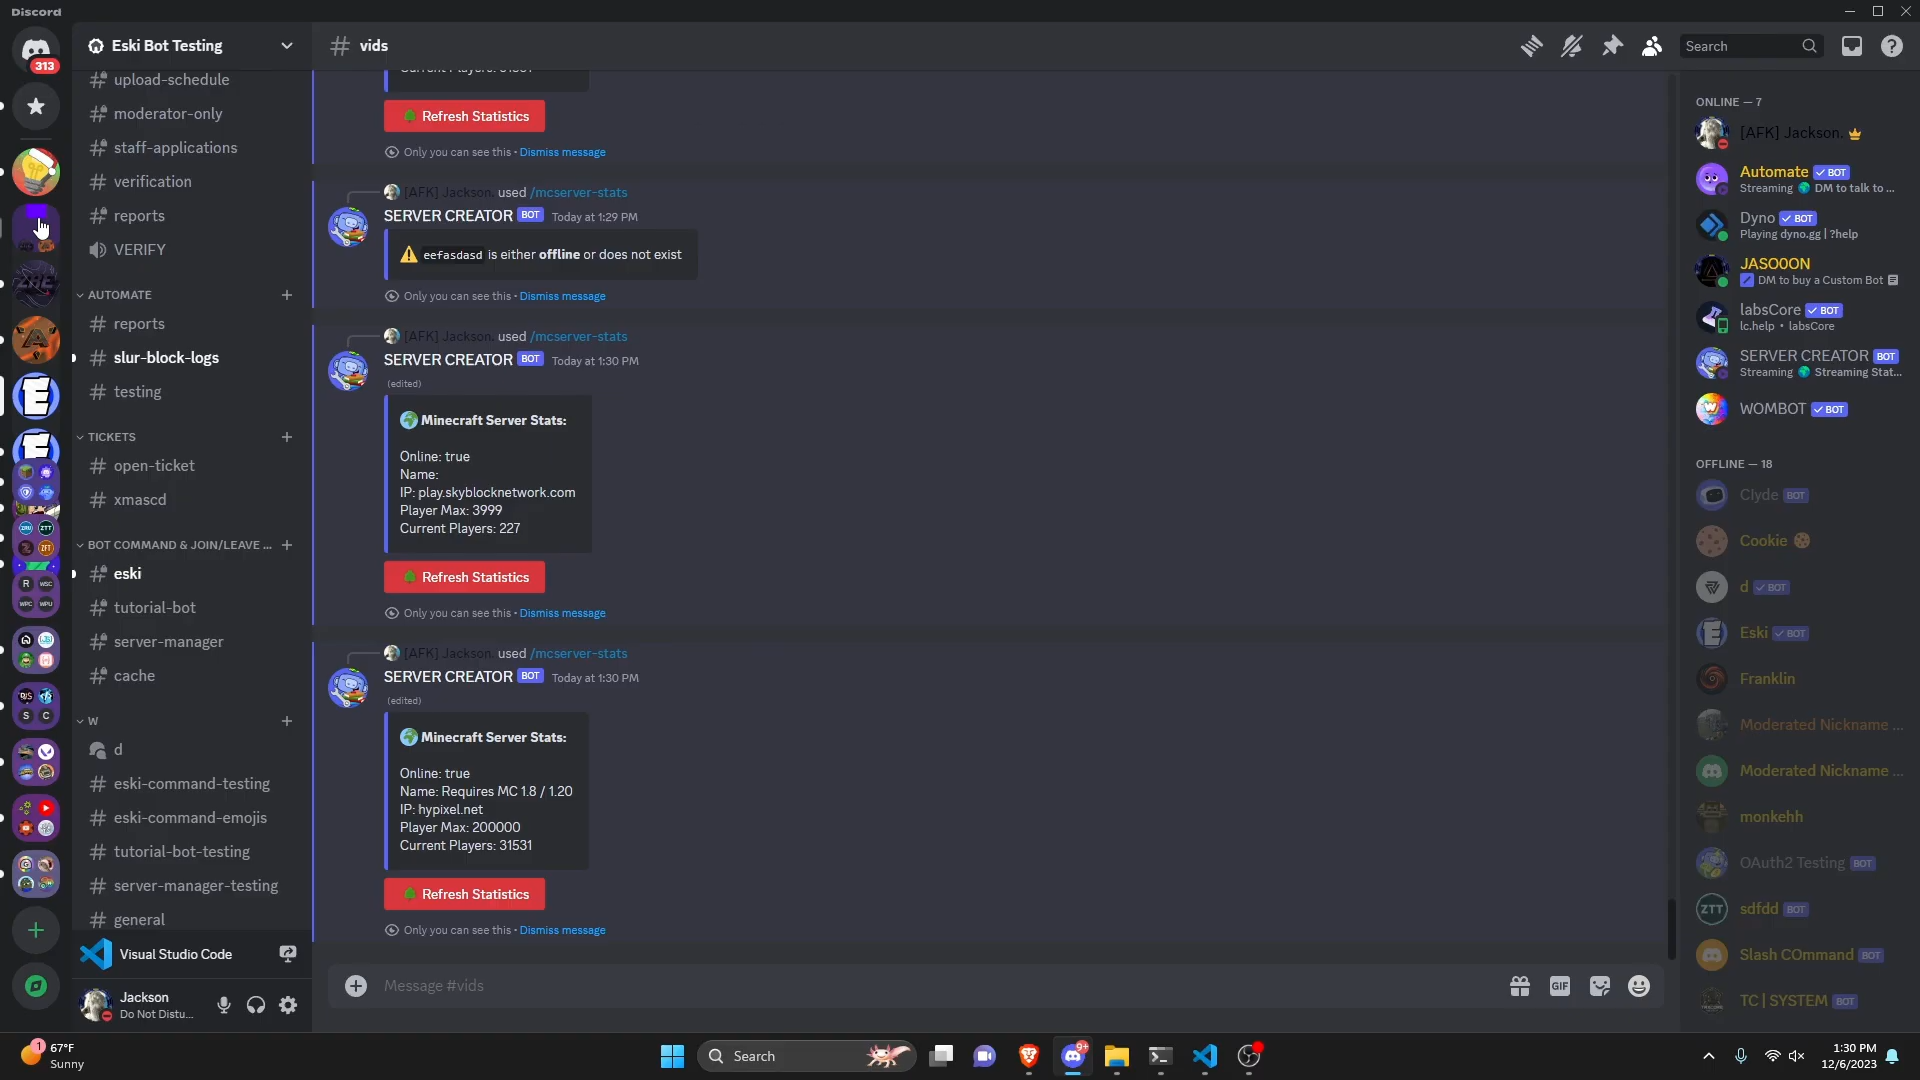 Discord
313
Eski Bot Testing
upload-schedule
moderator-only
staff-applications
verification
reports
VERIFY
AUTOMATE
reports
slur-block-logs
testing
TICKETS
open-ticket
xmascd
BOT COMMAND & JOIN/LEAVE ...
eski
tutorial-bot
server-manager
cache
W
d
eski-command-testing
eski-command-emojis
tutorial-bot-testing
server-manager-testing
general
Visual Studio Code
Jackson
Do Not Distu...
# vids
Search
Refresh Statistics
Only you can see this • Dismiss message
[AFK] Jackson. used /mcserver-stats
SERVER CREATOR BOT Today at 1:29 PM
eefasdasd is either offline or does not exist
Only you can see this • Dismiss message
[AFK] Jackson. used /mcserver-stats
SERVER CREATOR BOT Today at 1:30 PM
(edited)
Minecraft Server Stats:
Online: true
Name:
IP: play.skyblocknetwork.com
Player Max: 3999
Current Players: 227
Refresh Statistics
Only you can see this • Dismiss message
[AFK] Jackson. used /mcserver-stats
SERVER CREATOR BOT Today at 1:30 PM
(edited)
Minecraft Server Stats:
Online: true
Name: Requires MC 1.8 / 1.20
IP: hypixel.net
Player Max: 200000
Current Players: 31531
Refresh Statistics
Only you can see this • Dismiss message
Message #vids
GIF
ONLINE — 7
[AFK] Jackson.
Automate BOT
Streaming DM to talk to ...
Dyno BOT
Playing dyno.gg | ?help
JASO0ON
DM to buy a Custom Bot
labsCore BOT
lc.help • labsCore
SERVER CREATOR BOT
Streaming Streaming Stat...
WOMBOT BOT
OFFLINE — 18
Clyde BOT
Cookie
d BOT
Eski BOT
Franklin
Moderated Nickname ...
Moderated Nickname ...
monkehh
OAuth2 Testing BOT
ZTT
sdfdd BOT
Slash COmmand BOT
TC | SYSTEM BOT
1
67°F
Sunny
Search
9+
1:30 PM
12/6/2023